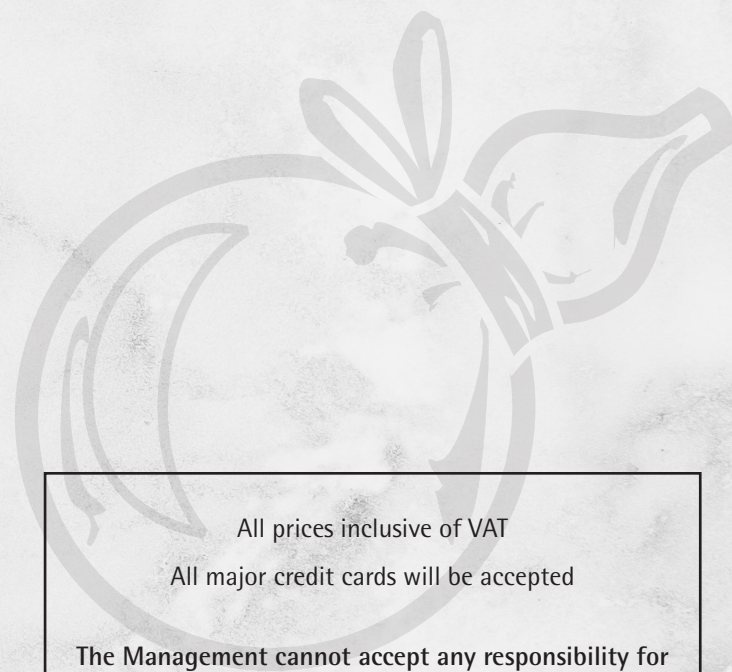 All prices inclusive of VAT
All major credit cards will be accepted
The Management cannot accept any responsibility for